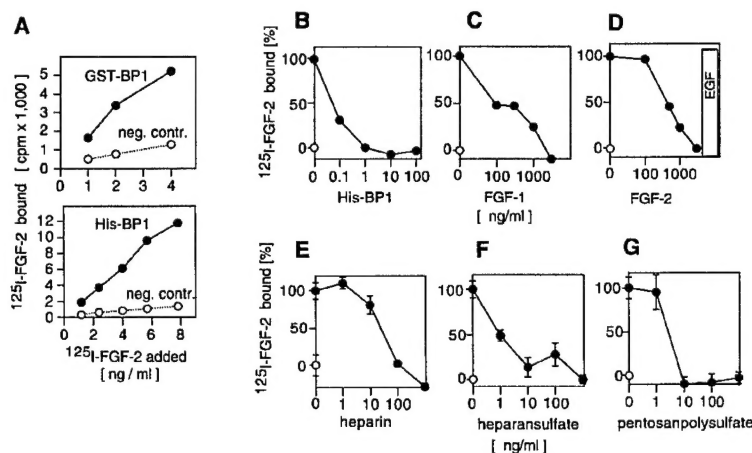 A
GST-BP1
neg. contr.
5
4
3
2
1
0
0 1 2 3 4
125I-FGF-2 bound [ cpm x 1,000 ]
His-BP1
neg. contr.
12
10
8
6
4
2
0
0 2 4 6 8
125I-FGF-2 added
[ ng / ml ]
B
125I-FGF-2 bound [%]
100
50
0
0 0.1 1 10 100
His-BP1
C
100
50
0
0 100 1000
FGF-1
[ ng/ml ]
D
100
50
0
0 100 1000
FGF-2
EGF
E
125I-FGF-2 bound [%]
100
50
0
0 1 10 100
heparin
F
100
50
0
0 1 10 100
heparansulfate
[ ng/ml ]
G
100
50
0
0 1 10 100
pentosanpolysulfate